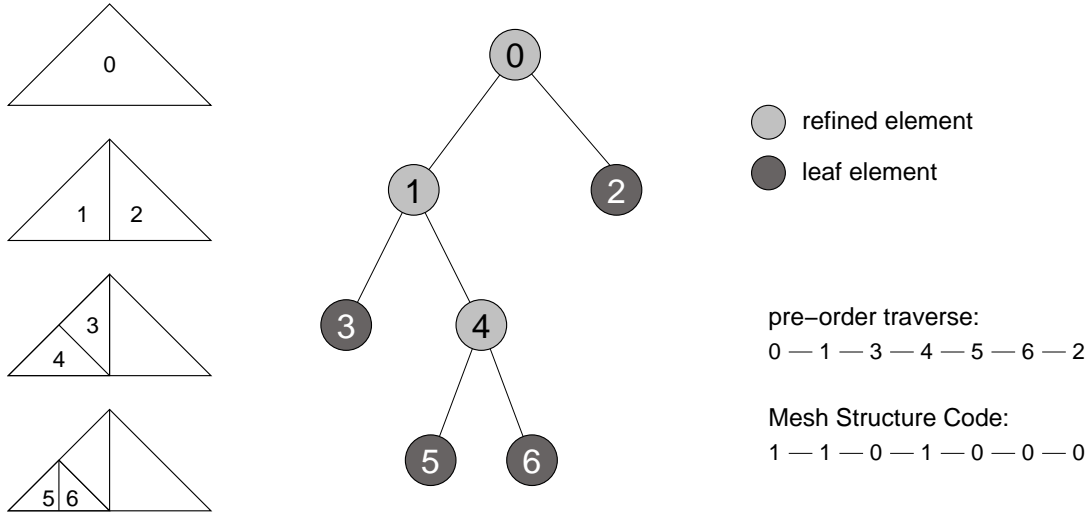 0
1 2
3
4
5 6
0
1 2
3 4
5 6
refined element
leaf element
pre−order traverse:
0 — 1 — 3 — 4 — 5 — 6 — 2
Mesh Structure Code:
1 — 1 — 0 — 1 — 0 — 0 — 0